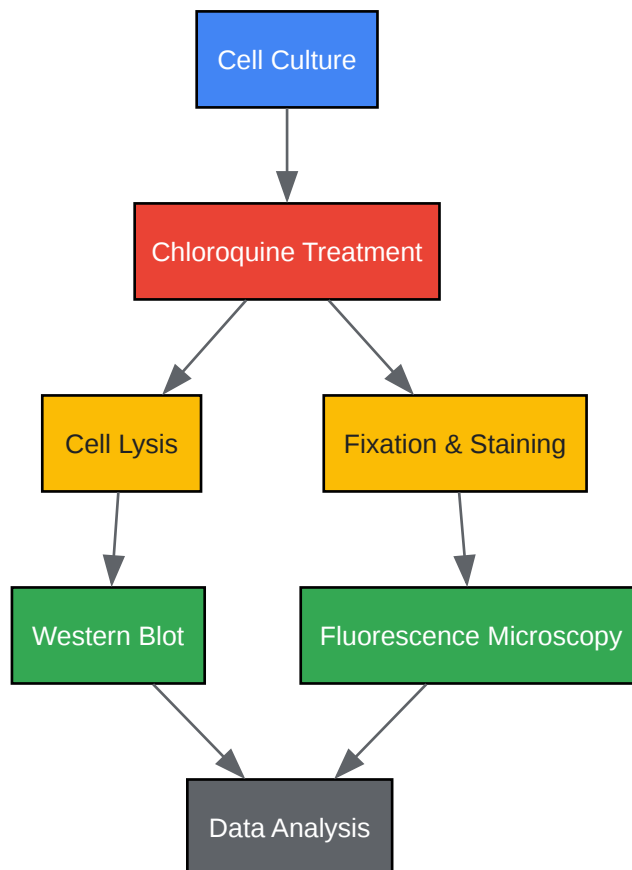 Cell Culture
Chloroquine Treatment
Cell Lysis
Fixation & Staining
Western Blot
Fluorescence Microscopy
Data Analysis